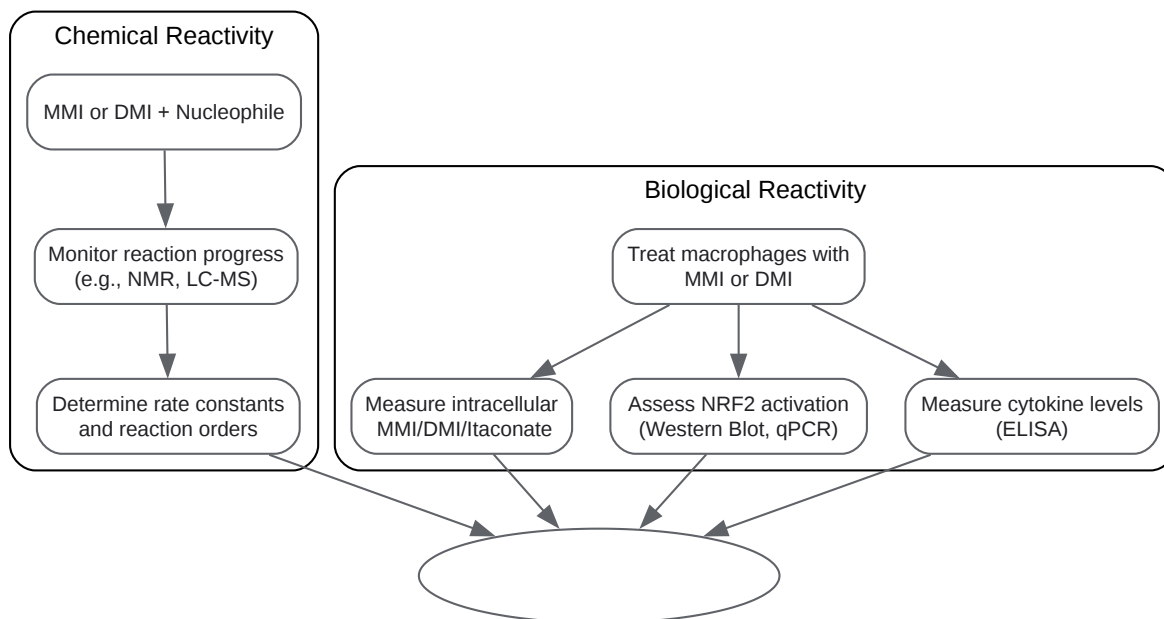 Chemical Reactivity
MMI or DMI + Nucleophile
Monitor reaction progress
(e.g., NMR, LC-MS)
Determine rate constants
and reaction orders
Biological Reactivity
Treat macrophages with
MMI or DMI
Measure intracellular
MMI/DMI/Itaconate
Assess NRF2 activation
(Western Blot, qPCR)
Measure cytokine levels
(ELISA)